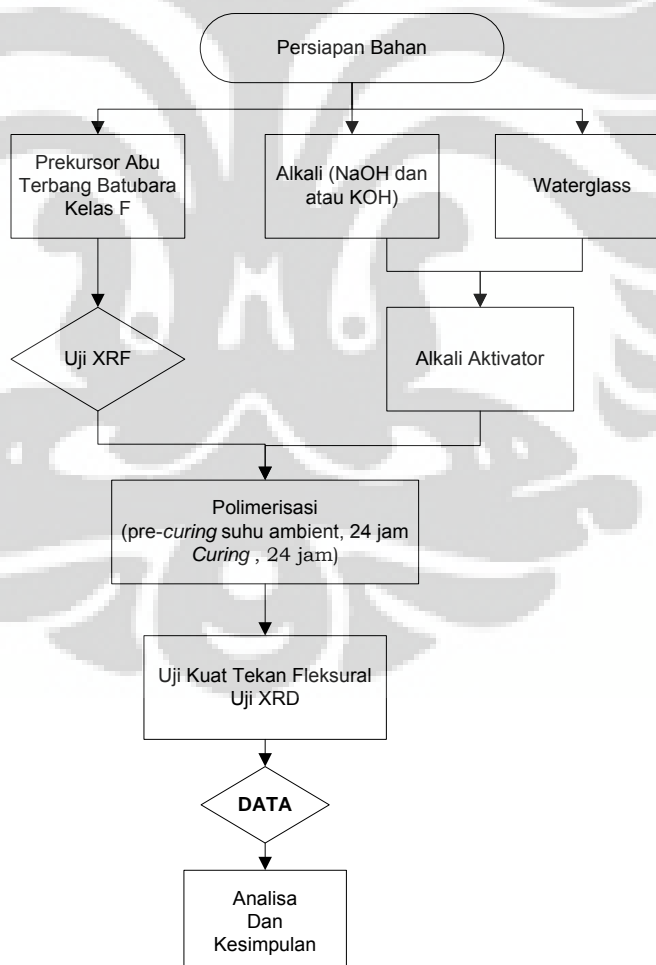 Persiapan Bahan
Prekursor Abu
Terbang Batubara
Kelas F
Alkali (NaOH dan
atau KOH)
Waterglass
Uji XRF
Alkali Aktivator
Polimerisasi
(pre-curing suhu ambient, 24 jam
Curing , 24 jam)
Uji Kuat Tekan Fleksural
Uji XRD
DATA
Analisa
Dan
Kesimpulan